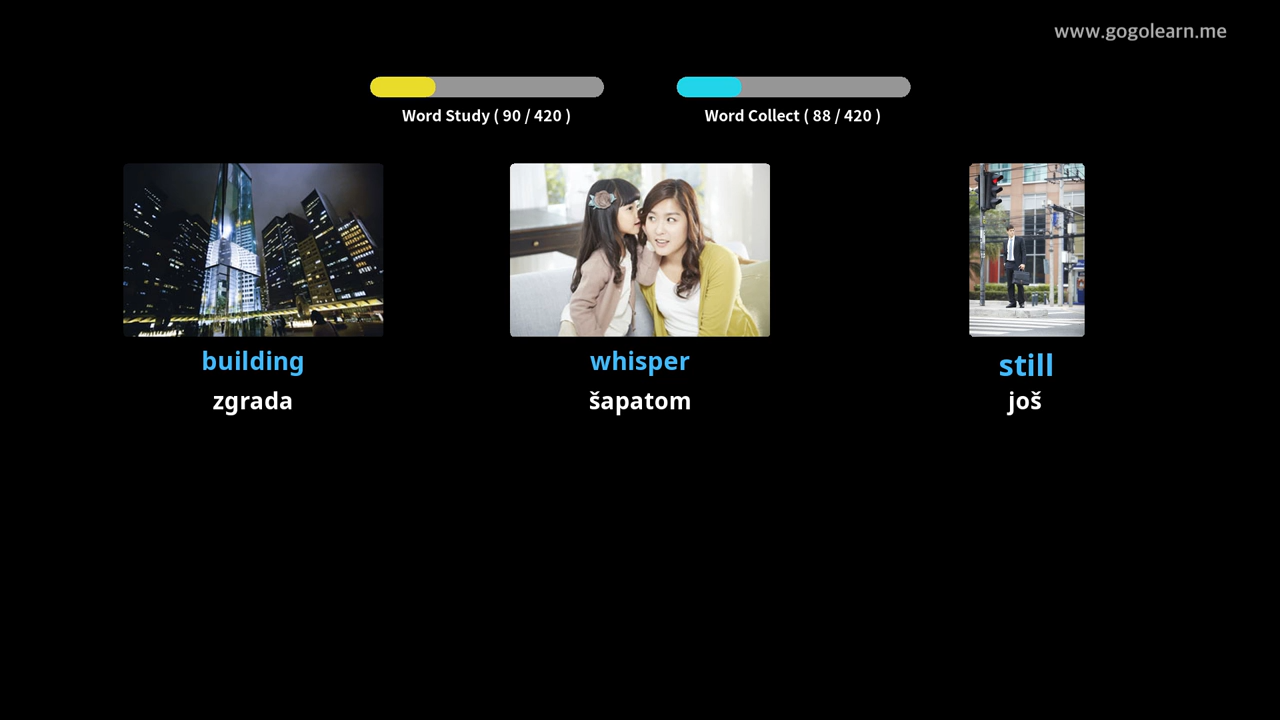 www.gogolearn.me
Word Study ( 90 / 420 )
Word Collect ( 88 / 420 )
building
whisper
still
zgrada
šapatom
još